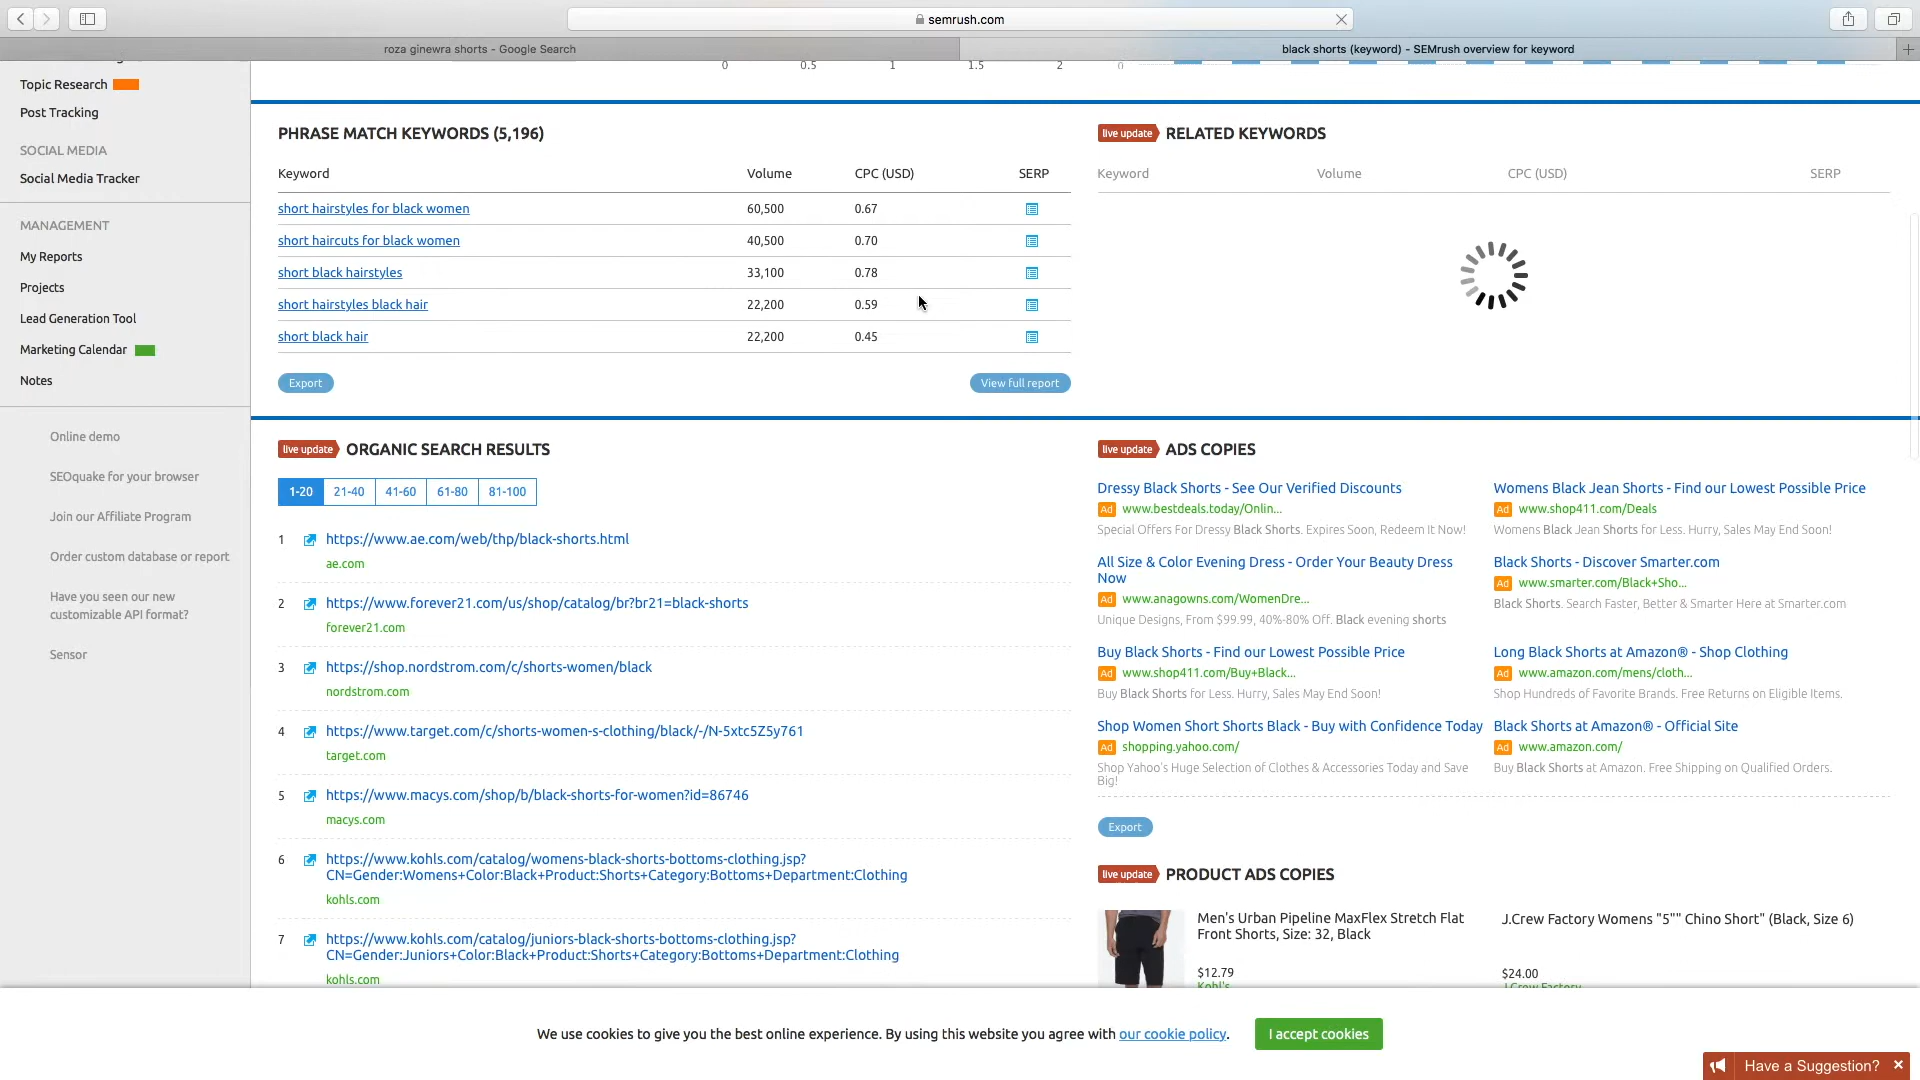 semrush.com
roza ginewra shorts - Google Search
black shorts (keyword) - SEMrush overview for keyword
Topic Research
Post Tracking
SOCIAL MEDIA
Social Media Tracker
MANAGEMENT
My Reports
Projects
Lead Generation Tool
Marketing Calendar
Notes
Online demo
SEOquake for your browser
Join our Affiliate Program
Order custom database or report
Have you seen our new
customizable API format?
Sensor
0 0.5 1 1.5 2
0
PHRASE MATCH KEYWORDS (5,196)
Keyword Volume CPC (USD) SERP
short hairstyles for black women 60,500 0.67
short haircuts for black women 40,500 0.70
short black hairstyles 33,100 0.78
short hairstyles black hair 22,200 0.59
short black hair 22,200 0.45
Export View full report
live update RELATED KEYWORDS
Keyword Volume CPC (USD) SERP
live update ORGANIC SEARCH RESULTS
1-20 21-40 41-60 61-80 81-100
1 https://www.ae.com/web/thp/black-shorts.html
ae.com
2 https://www.forever21.com/us/shop/catalog/br?br21=black-shorts
forever21.com
3 https://shop.nordstrom.com/c/shorts-women/black
nordstrom.com
4 https://www.target.com/c/shorts-women-s-clothing/black/-/N-5xtc5Z5y761
target.com
5 https://www.macys.com/shop/b/black-shorts-for-women?id=86746
macys.com
6 https://www.kohls.com/catalog/womens-black-shorts-bottoms-clothing.jsp?
CN=Gender:Womens+Color:Black+Product:Shorts+Category:Bottoms+Department:Clothing
kohls.com
7 https://www.kohls.com/catalog/juniors-black-shorts-bottoms-clothing.jsp?
CN=Gender:Juniors+Color:Black+Product:Shorts+Category:Bottoms+Department:Clothing
kohls.com
live update ADS COPIES
Dressy Black Shorts - See Our Verified Discounts
Ad www.bestdeals.today/Onlin...
Special Offers For Dressy Black Shorts. Expires Soon, Redeem It Now!
Womens Black Jean Shorts - Find our Lowest Possible Price
Ad www.shop411.com/Deals
Womens Black Jean Shorts for Less. Hurry, Sales May End Soon!
All Size & Color Evening Dress - Order Your Beauty Dress
Now
Ad www.anagowns.com/WomenDre...
Unique Designs, From $99.99, 40%-80% Off. Black evening shorts
Black Shorts - Discover Smarter.com
Ad www.smarter.com/Black+Sho...
Black Shorts. Search Faster, Better & Smarter Here at Smarter.com
Buy Black Shorts - Find our Lowest Possible Price
Ad www.shop411.com/Buy+Black...
Buy Black Shorts for Less. Hurry, Sales May End Soon!
Long Black Shorts at Amazon® - Shop Clothing
Ad www.amazon.com/mens/cloth...
Shop Hundreds of Favorite Brands. Free Returns on Eligible Items.
Shop Women Short Shorts Black - Buy with Confidence Today
Ad shopping.yahoo.com/
Shop Yahoo's Huge Selection of Clothes & Accessories Today and Save
Big!
Black Shorts at Amazon® - Official Site
Ad www.amazon.com/
Buy Black Shorts at Amazon. Free Shipping on Qualified Orders.
Export
live update PRODUCT ADS COPIES
Men's Urban Pipeline MaxFlex Stretch Flat
Front Shorts, Size: 32, Black
$12.79
Kohl's
J.Crew Factory Womens "5"" Chino Short" (Black, Size 6)
$24.00
J.Crew Factory
We use cookies to give you the best online experience. By using this website you agree with our cookie policy.
I accept cookies
Have a Suggestion?